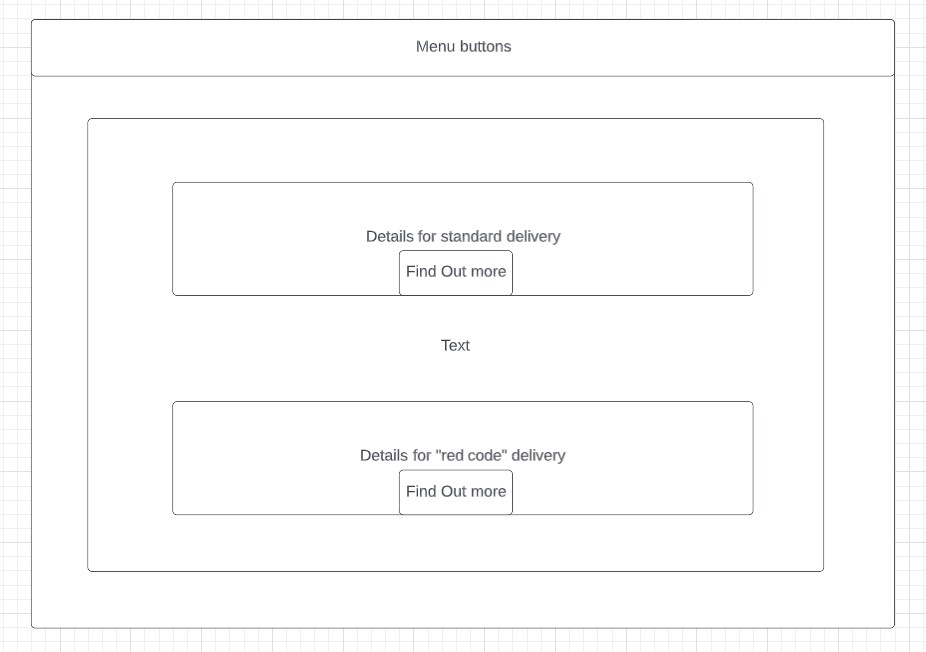 Menu buttons
Details for standard delivery
Find Out more
Text
Details for "red code" delivery
Find Out more